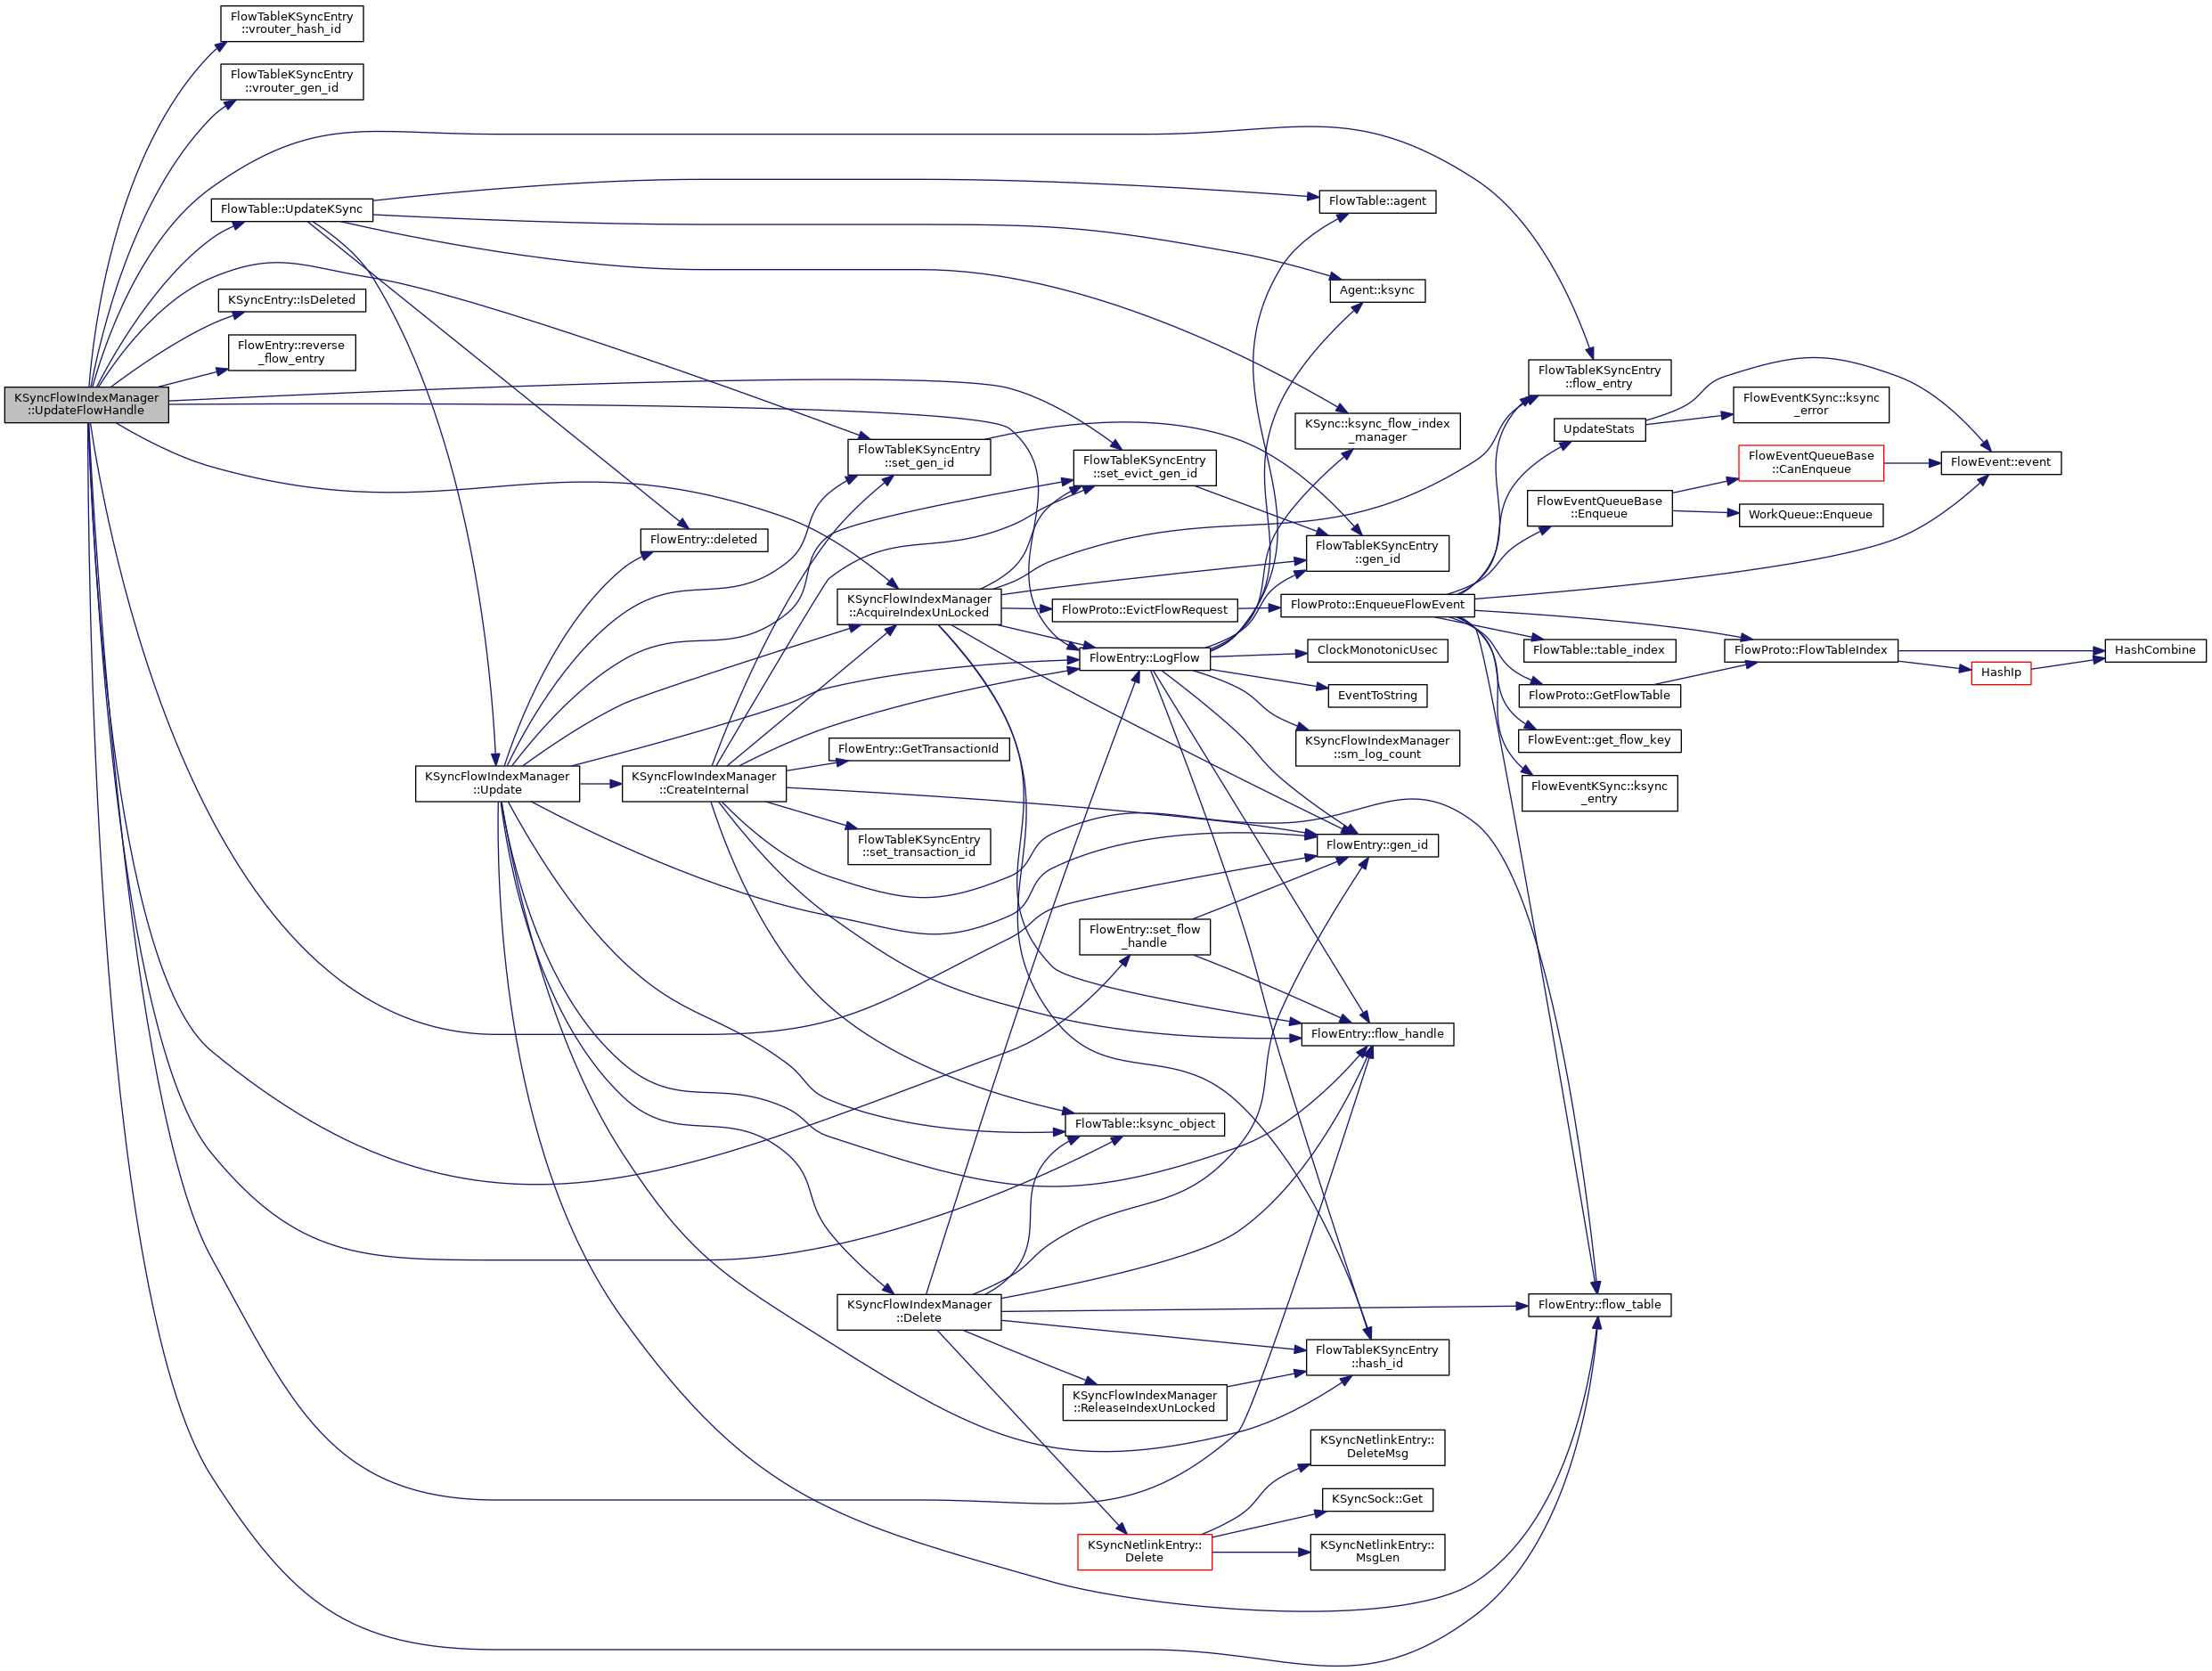 FlowTableKSyncEntry
::vrouter_hash_id
FlowTableKSyncEntry
::vrouter_gen_id
FlowTable::UpdateKSync
KSyncEntry::IsDeleted
FlowEntry::reverse
_flow_entry
KSyncFlowIndexManager
::UpdateFlowHandle
FlowEntry::deleted
KSyncFlowIndexManager
::Update
KSyncFlowIndexManager
::CreateInternal
FlowTableKSyncEntry
::set_gen_id
KSyncFlowIndexManager
::AcquireIndexUnLocked
FlowEntry::GetTransactionId
FlowTableKSyncEntry
::set_transaction_id
KSyncFlowIndexManager
::Delete
FlowTableKSyncEntry
::set_evict_gen_id
FlowProto::EvictFlowRequest
FlowEntry::LogFlow
FlowEntry::set_flow
_handle
FlowTable::ksync_object
KSyncFlowIndexManager
::ReleaseIndexUnLocked
KSyncNetlinkEntry::
Delete
FlowTable::agent
Agent::ksync
KSync::ksync_flow_index
_manager
FlowTableKSyncEntry
::gen_id
FlowProto::EnqueueFlowEvent
ClockMonotonicUsec
EventToString
KSyncFlowIndexManager
::sm_log_count
FlowEntry::gen_id
FlowEntry::flow_handle
FlowTableKSyncEntry
::hash_id
KSyncNetlinkEntry::
DeleteMsg
KSyncSock::Get
KSyncNetlinkEntry::
MsgLen
FlowTableKSyncEntry
::flow_entry
UpdateStats
FlowEventQueueBase
::Enqueue
FlowTable::table_index
FlowProto::GetFlowTable
FlowEvent::get_flow_key
FlowEventKSync::ksync
_entry
FlowEntry::flow_table
FlowEventKSync::ksync
_error
FlowEventQueueBase
::CanEnqueue
WorkQueue::Enqueue
FlowProto::FlowTableIndex
FlowEvent::event
HashIp
HashCombine